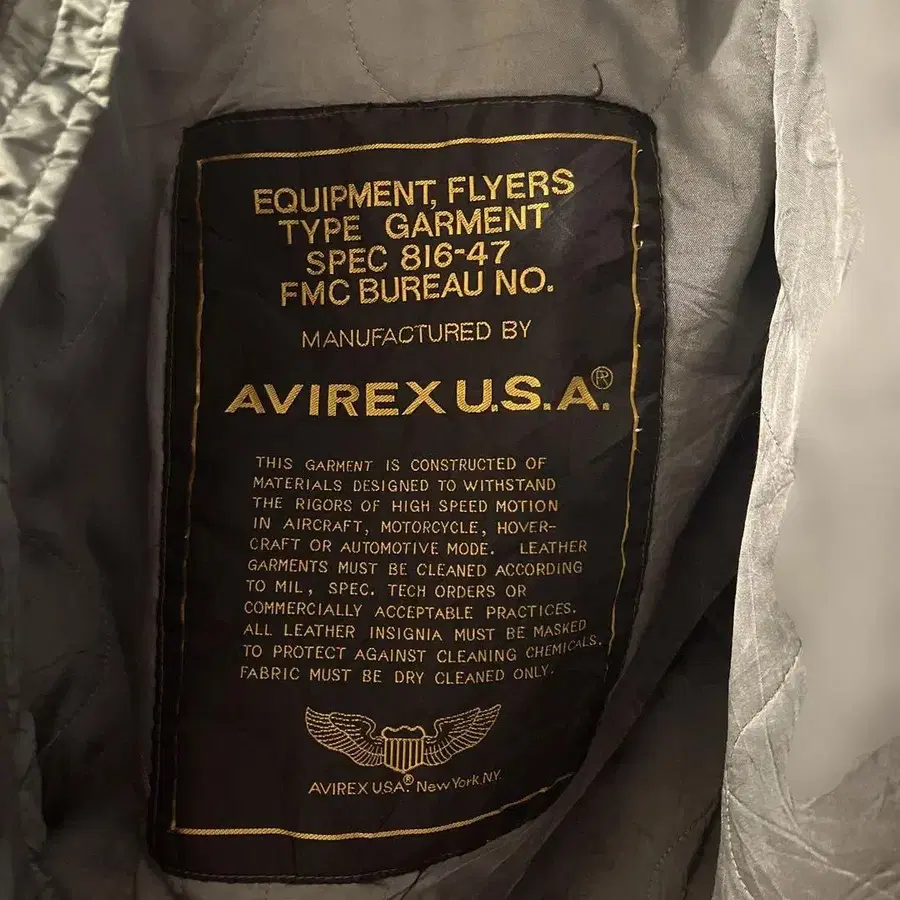 EQUIPMENT, FLYERS
TYPE GARMENT
SPEC 816-47
FMC BUREAU NO.
MANUFACTURED BY
AVIREX U.S.A.®
THIS GARMENT IS CONSTRUCTED OF
MATERIALS DESIGNED TO WITHSTAND
THE RIGORS OF HIGH SPEED MOTION
IN AIRCRAFT, MOTORCYCLE, HOVER-
CRAFT OR AUTOMOTIVE MODE. LEATHER
GARMENTS MUST BE CLEANED ACCORDING
TO MIL, SPEC. TECH ORDERS OR
COMMERCIALLY ACCEPTABLE PRACTICES.
ALL LEATHER INSIGNIA MUST BE MASKED
TO PROTECT AGAINST CLEANING CHEMICALS.
FABRIC MUST BE DRY CLEANED ONLY.
AVIREX U.S.A.® New York, NY.